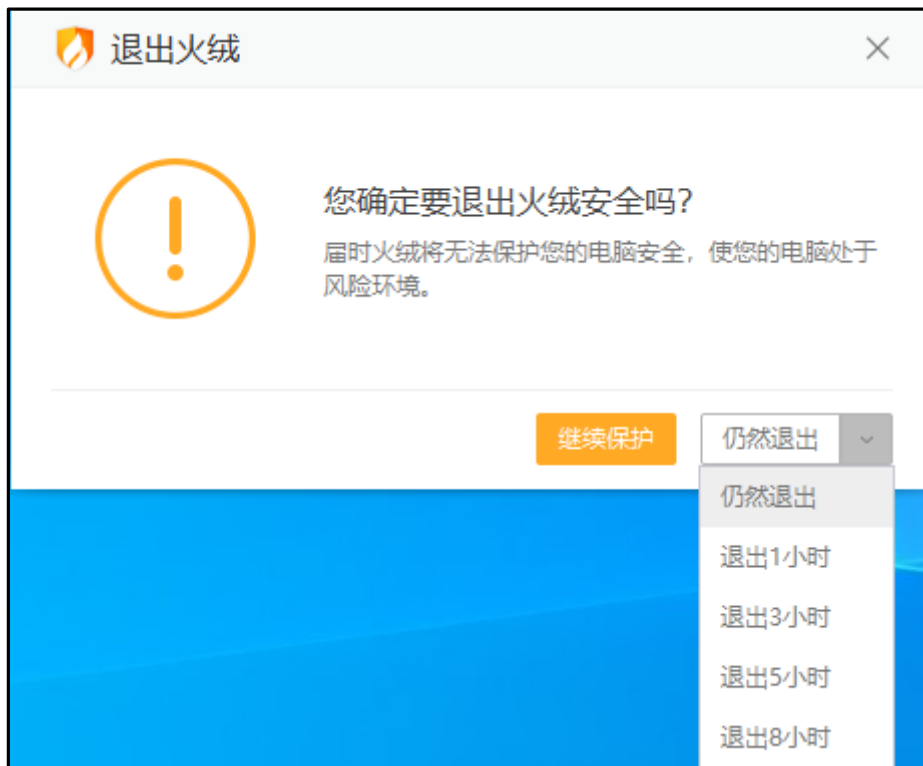 退出火绒
您确定要退出火绒安全吗?
届时火绒将无法保护您的电脑安全，使您的电脑处于
风险环境。
继续保护
仍然退出
仍然退出
退出1小时
退出3小时
退出5小时
退出8小时